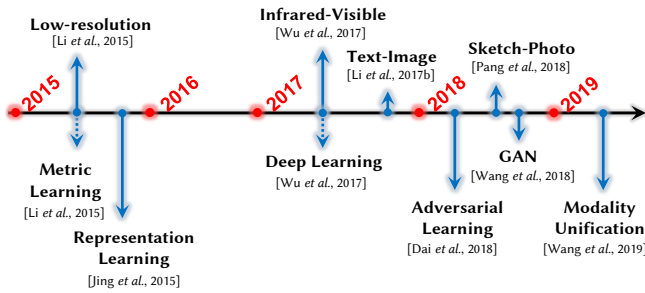 Low-resolution
[Li et al., 2015]
Infrared-Visible
[Wu et al., 2017]
Text-Image
[Li et al., 2017b]
Sketch-Photo
[Pang et al., 2018]
2015
2016
2017
2018
2019
Metric
Learning
[Li et al., 2015]
Representation
Learning
[Jing et al., 2015]
Deep Learning
[Wu et al., 2017]
Adversarial
Learning
[Dai et al., 2018]
GAN
[Wang et al., 2018]
Modality
Unification
[Wang et al., 2019]